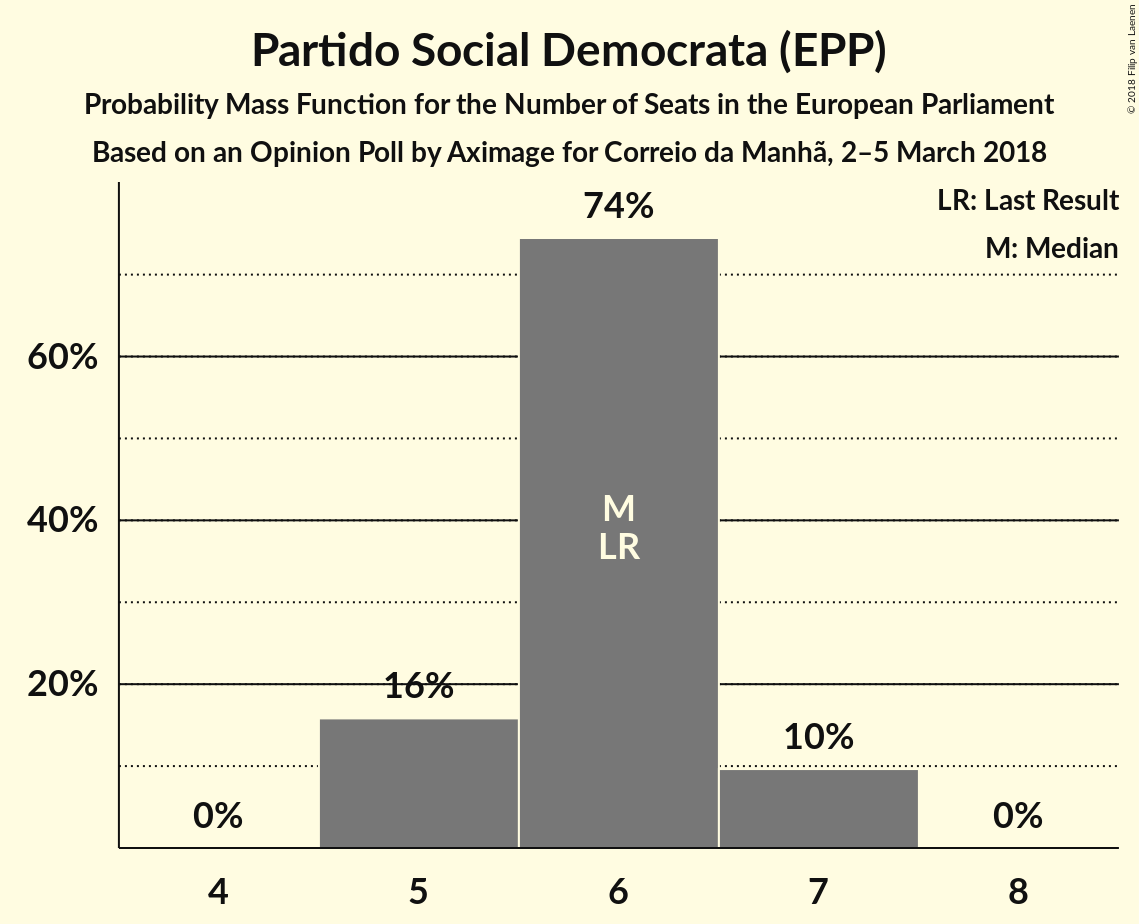 Partido Social Democrata (EPP)
Probability Mass Function for the Number of Seats in the European Parliament
Based on an Opinion Poll by Aximage for Correio da Manhã, 2–5 March 2018
© 2018 Filip van Laenen
LR: Last Result
M: Median
74%
60%
40%
20%
M
LR
16%
10%
0%
0%
4
5
6
7
8